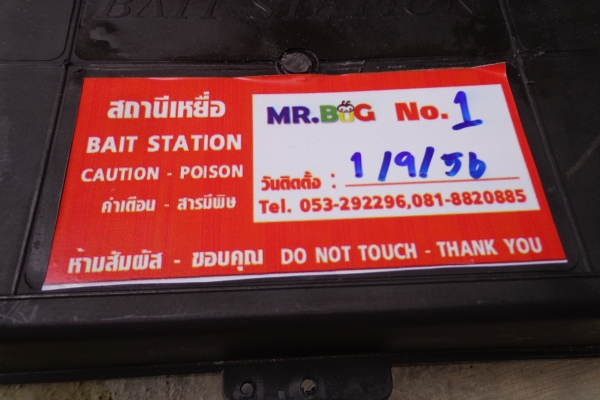 BAIT STATION
สถานีเหยื่อ
BAIT STATION
CAUTION - POISON
คำเตือน - สารมีพิษ
MR.BUG No. 1
วันติดตั้ง : 1/9/56
Tel. 053-292296,081-8820885
ห้ามสัมผัส - ขอบคุณ DO NOT TOUCH - THANK YOU